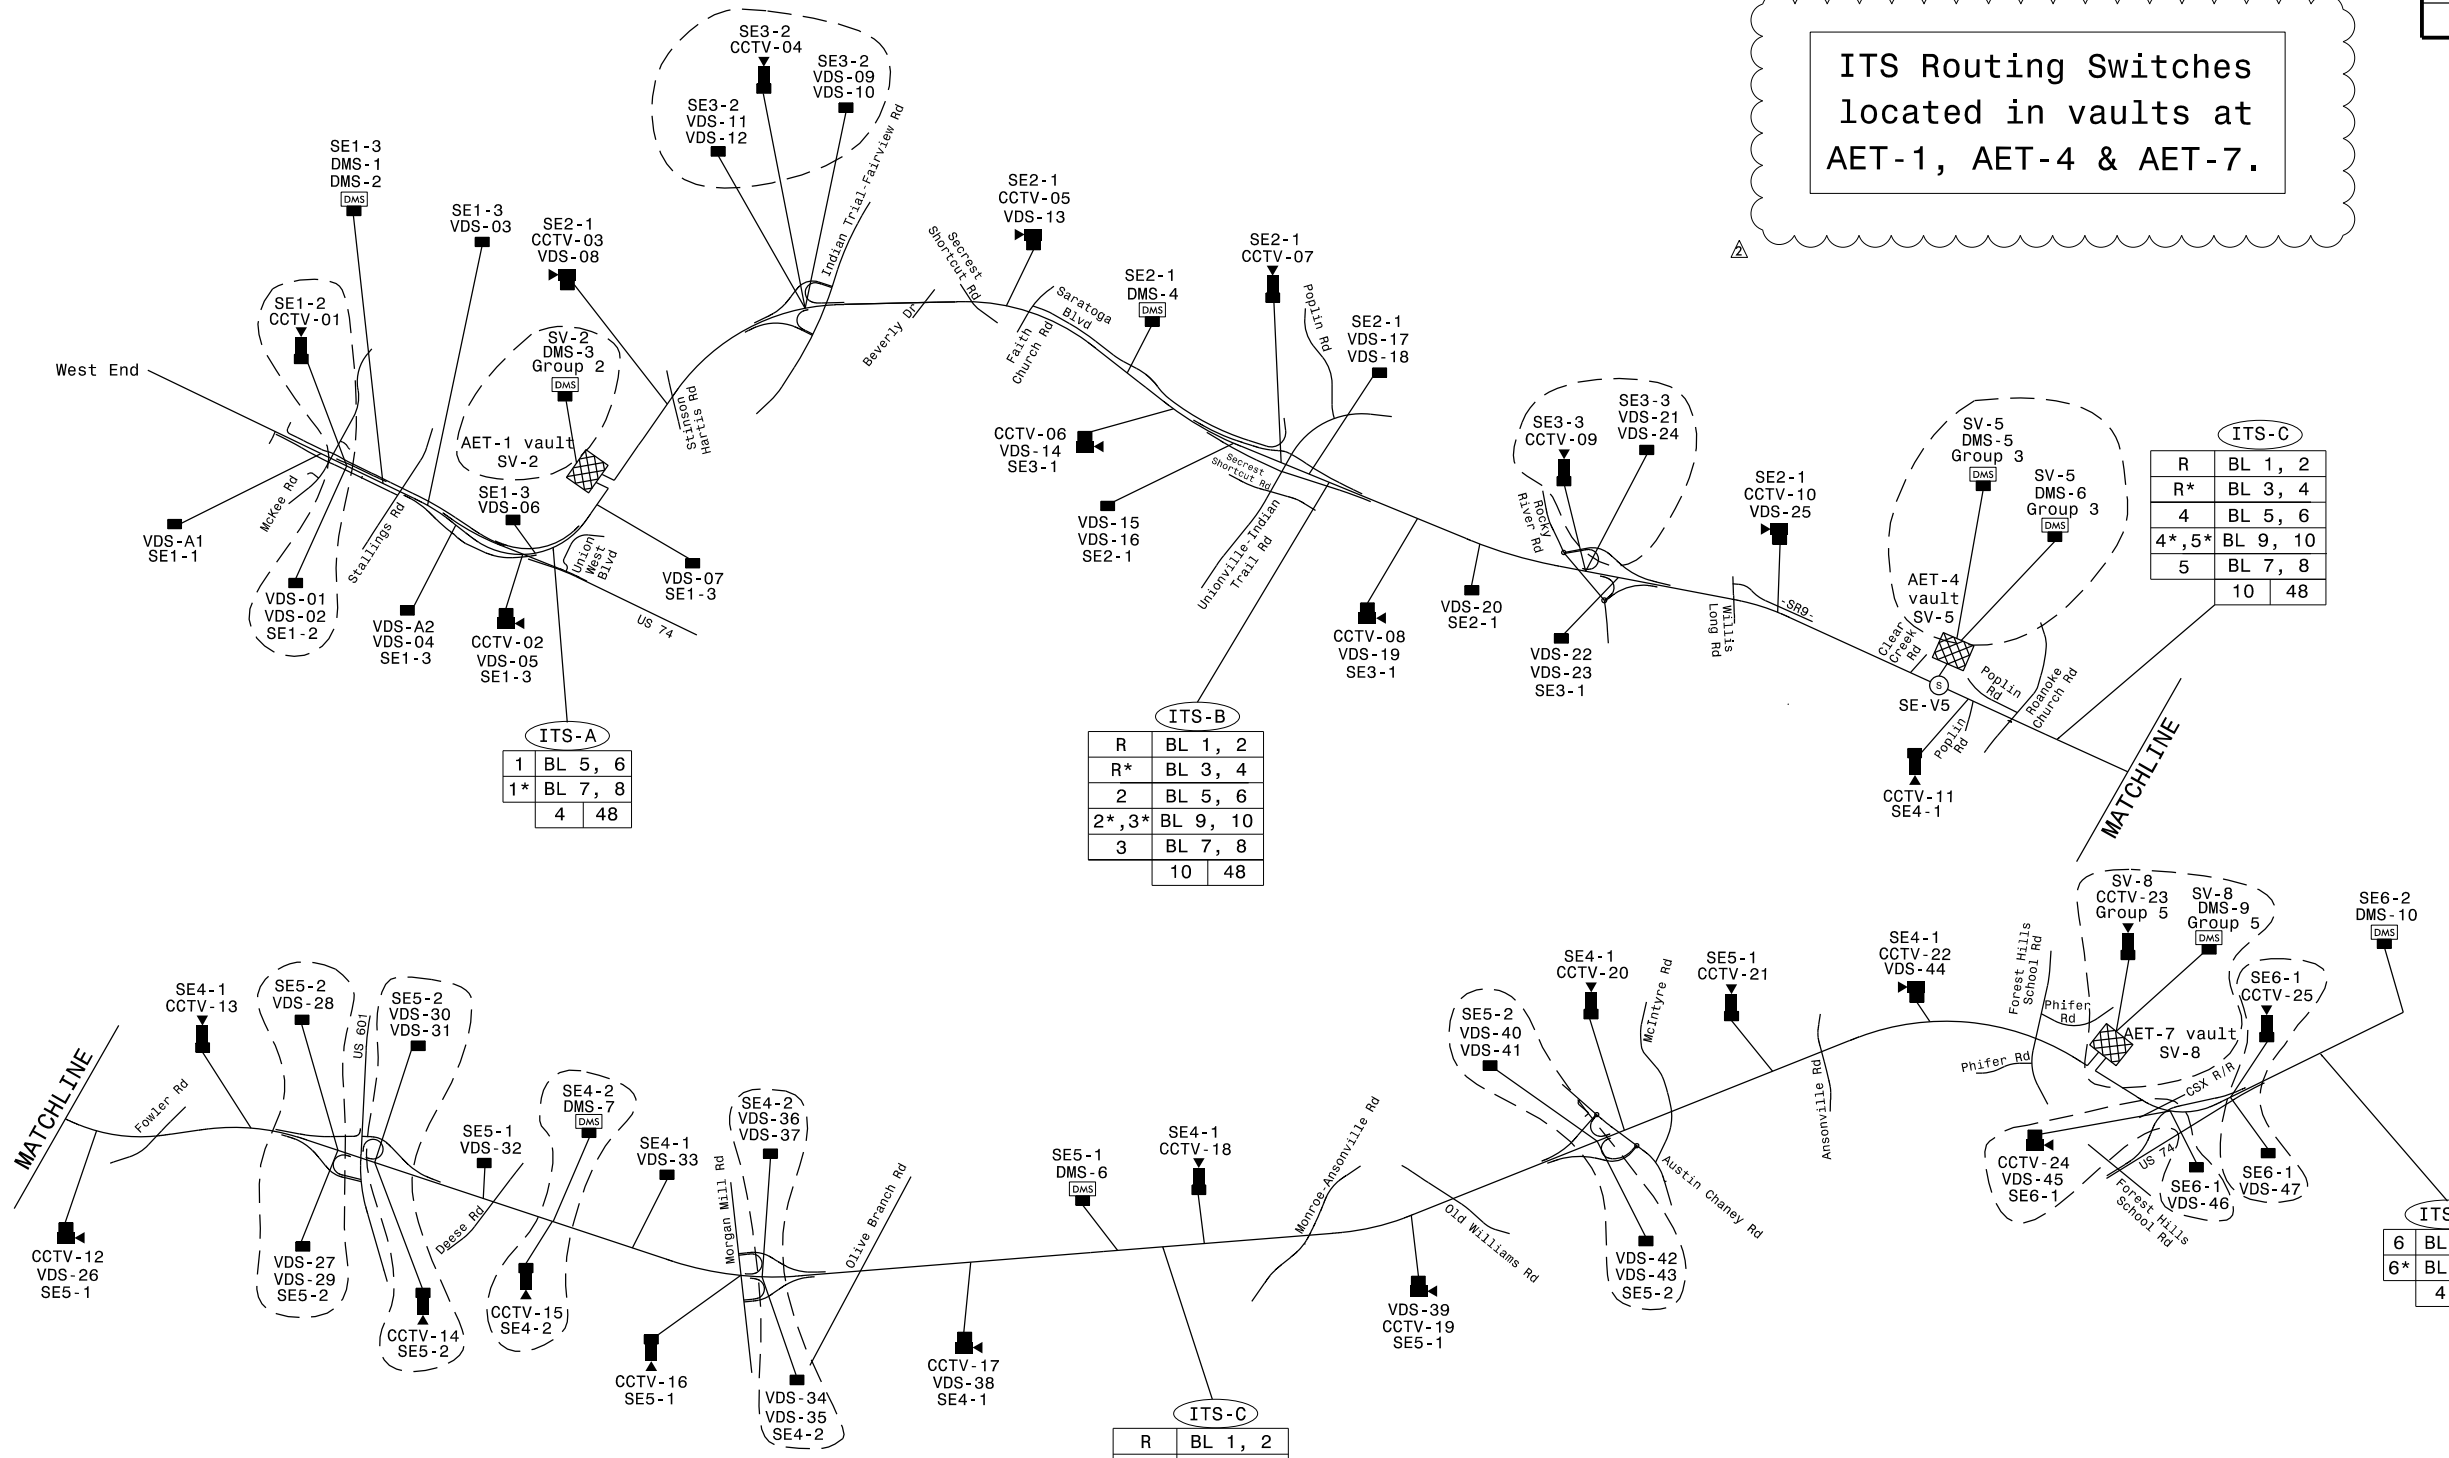 ITS Routing Switches
located in vaults at
AET-1, AET-4 & AET-7.
2
SE3-2
CCTV-04
SE3-2
VDS-09
VDS-10
SE3-2
VDS-11
VDS-12
Indian Trial-Fairview Rd
SE1-3
DMS-1
DMS-2
DMS
SE1-3
VDS-03
SE2-1
CCTV-03
VDS-08
SE1-2
CCTV-01
SV-2
DMS-3
Group 2
DMS
West End
AET-1 vault
SV-2
Stinson
Hartis Rd
McKee Rd
Stallings Rd
SE1-3
VDS-06
Union
West
Blvd
VDS-A1
SE1-1
VDS-01
VDS-02
SE1-2
VDS-A2
VDS-04
SE1-3
CCTV-02
VDS-05
SE1-3
VDS-07
SE1-3
US 74
ITS-A
1 BL 5, 6
1* BL 7, 8
4 48
Beverly Dr
Secrest
Shortcut Rd
SE2-1
CCTV-05
VDS-13
Faith
Church Rd
Saratoga
Blvd
SE2-1
DMS-4
DMS
SE2-1
CCTV-07
Poplin Rd
SE2-1
VDS-17
VDS-18
CCTV-06
VDS-14
SE3-1
Secrest
Shortcut Rd
VDS-15
VDS-16
SE2-1
Unionville-Indian
Trail Rd
ITS-B
R BL 1, 2
R* BL 3, 4
2 BL 5, 6
2*,3* BL 9, 10
3 BL 7, 8
10 48
CCTV-08
VDS-19
SE3-1
VDS-20
SE2-1
SE3-3
CCTV-09
SE3-3
VDS-21
VDS-24
Rocky
River Rd
VDS-22
VDS-23
SE3-1
SE2-1
CCTV-10
VDS-25
Willis
Long Rd
-SR9-
SV-5
DMS-5
Group 3
DMS
SV-5
DMS-6
Group 3
DMS
AET-4
vault
SV-5
Clear
Creek
Rd
S
SE-V5
Poplin
Rd
Poplin
Rd
Roanoke
Church Rd
CCTV-11
SE4-1
ITS-C
R BL 1, 2
R* BL 3, 4
4 BL 5, 6
4*,5* BL 9, 10
5 BL 7, 8
10 48
MATCHLINE
MATCHLINE
SE4-1
CCTV-13
Fowler Rd
CCTV-12
VDS-26
SE5-1
SE5-2
VDS-28
US 601
SE5-2
VDS-30
VDS-31
VDS-27
VDS-29
SE5-2
CCTV-14
SE5-2
SE5-1
VDS-32
Deese Rd
SE4-2
DMS-7
DMS
CCTV-15
SE4-2
SE4-1
VDS-33
Morgan Mill Rd
SE4-2
VDS-36
VDS-37
CCTV-16
SE5-1
VDS-34
VDS-35
SE4-2
Olive Branch Rd
CCTV-17
VDS-38
SE4-1
SE5-1
DMS-6
DMS
SE4-1
CCTV-18
ITS-C
R BL 1, 2
Monroe-Ansonville Rd
VDS-39
CCTV-19
SE5-1
Old Williams Rd
SE5-2
VDS-40
VDS-41
SE4-1
CCTV-20
McIntyre Rd
Austin Chaney Rd
VDS-42
VDS-43
SE5-2
SE5-1
CCTV-21
Ansonville Rd
SE4-1
CCTV-22
VDS-44
Forest Hills
School Rd
Phifer
Rd
Phifer Rd
SV-8
CCTV-23
Group 5
SV-8
DMS-9
Group 5
DMS
AET-7 vault
SV-8
CSX R/R
SE6-1
CCTV-25
SE6-2
DMS-10
DMS
CCTV-24
VDS-45
SE6-1
US 74
Forest Hills
School Rd
SE6-1
VDS-46
SE6-1
VDS-47
ITS
6 BL
6* BL
4